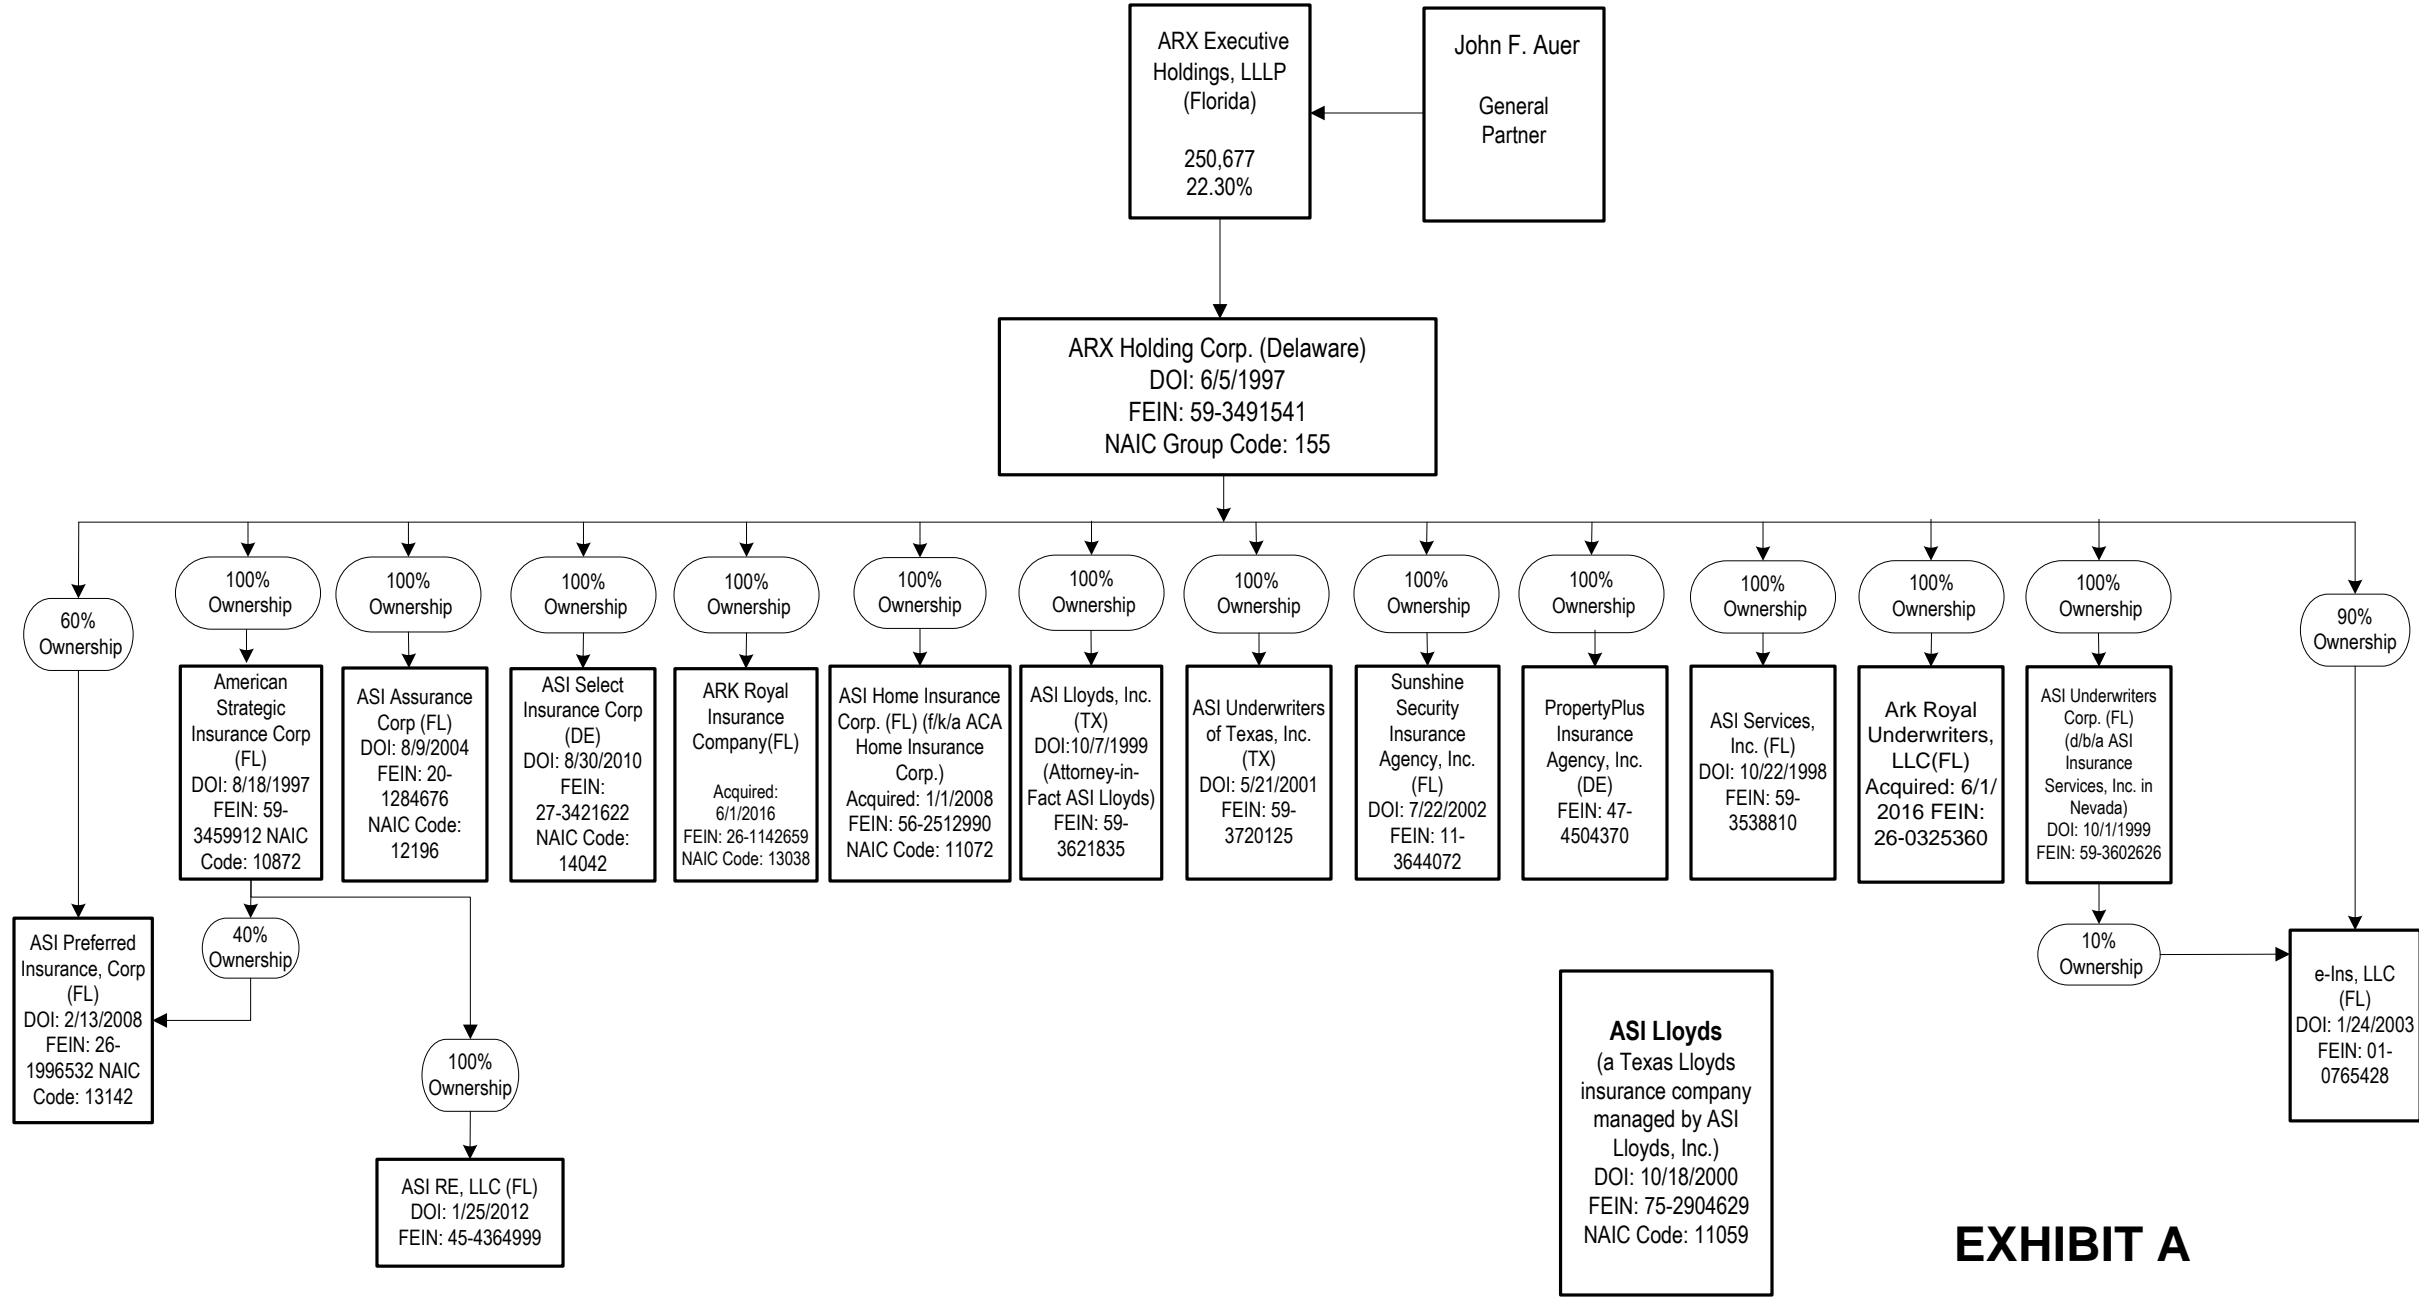 ARX Executive
Holdings, LLLP
(Florida)
250,677
22.30%
John F. Auer
General
Partner
ARX Holding Corp. (Delaware)
DOI: 6/5/1997
FEIN: 59-3491541
NAIC Group Code: 155
60%
Ownership
100%
Ownership
100%
Ownership
100%
Ownership
100%
Ownership
100%
Ownership
100%
Ownership
100%
Ownership
100%
Ownership
100%
Ownership
100%
Ownership
100%
Ownership
100%
Ownership
90%
Ownership
American
Strategic
Insurance Corp
(FL)
DOI: 8/18/1997
FEIN: 59-
3459912 NAIC
Code: 10872
ASI Assurance
Corp (FL)
DOI: 8/9/2004
FEIN: 20-
1284676
NAIC Code:
12196
ASI Select
Insurance Corp
(DE)
DOI: 8/30/2010
FEIN:
27-3421622
NAIC Code:
14042
ARK Royal
Insurance
Company(FL)
Acquired:
6/1/2016
FEIN: 26-1142659
NAIC Code: 13038
ASI Home Insurance
Corp. (FL) (f/k/a ACA
Home Insurance
Corp.)
Acquired: 1/1/2008
FEIN: 56-2512990
NAIC Code: 11072
ASI Lloyds, Inc.
(TX)
DOI:10/7/1999
(Attorney-in-
Fact ASI Lloyds)
FEIN: 59-
3621835
ASI Underwriters
of Texas, Inc.
(TX)
DOI: 5/21/2001
FEIN: 59-
3720125
Sunshine
Security
Insurance
Agency, Inc.
(FL)
DOI: 7/22/2002
FEIN: 11-
3644072
PropertyPlus
Insurance
Agency, Inc.
(DE)
FEIN: 47-
4504370
ASI Services,
Inc. (FL)
DOI: 10/22/1998
FEIN: 59-
3538810
Ark Royal
Underwriters,
LLC(FL)
Acquired: 6/1/
2016 FEIN:
26-0325360
ASI Underwriters
Corp. (FL)
(d/b/a ASI
Insurance
Services, Inc. in
Nevada)
DOI: 10/1/1999
FEIN: 59-3602626
ASI Preferred
Insurance, Corp
(FL)
DOI: 2/13/2008
FEIN: 26-
1996532 NAIC
Code: 13142
40%
Ownership
100%
Ownership
ASI RE, LLC (FL)
DOI: 1/25/2012
FEIN: 45-4364999
ASI Lloyds
(a Texas Lloyds
insurance company
managed by ASI
Lloyds, Inc.)
DOI: 10/18/2000
FEIN: 75-2904629
NAIC Code: 11059
10%
Ownership
e-Ins, LLC
(FL)
DOI: 1/24/2003
FEIN: 01-
0765428
EXHIBIT A